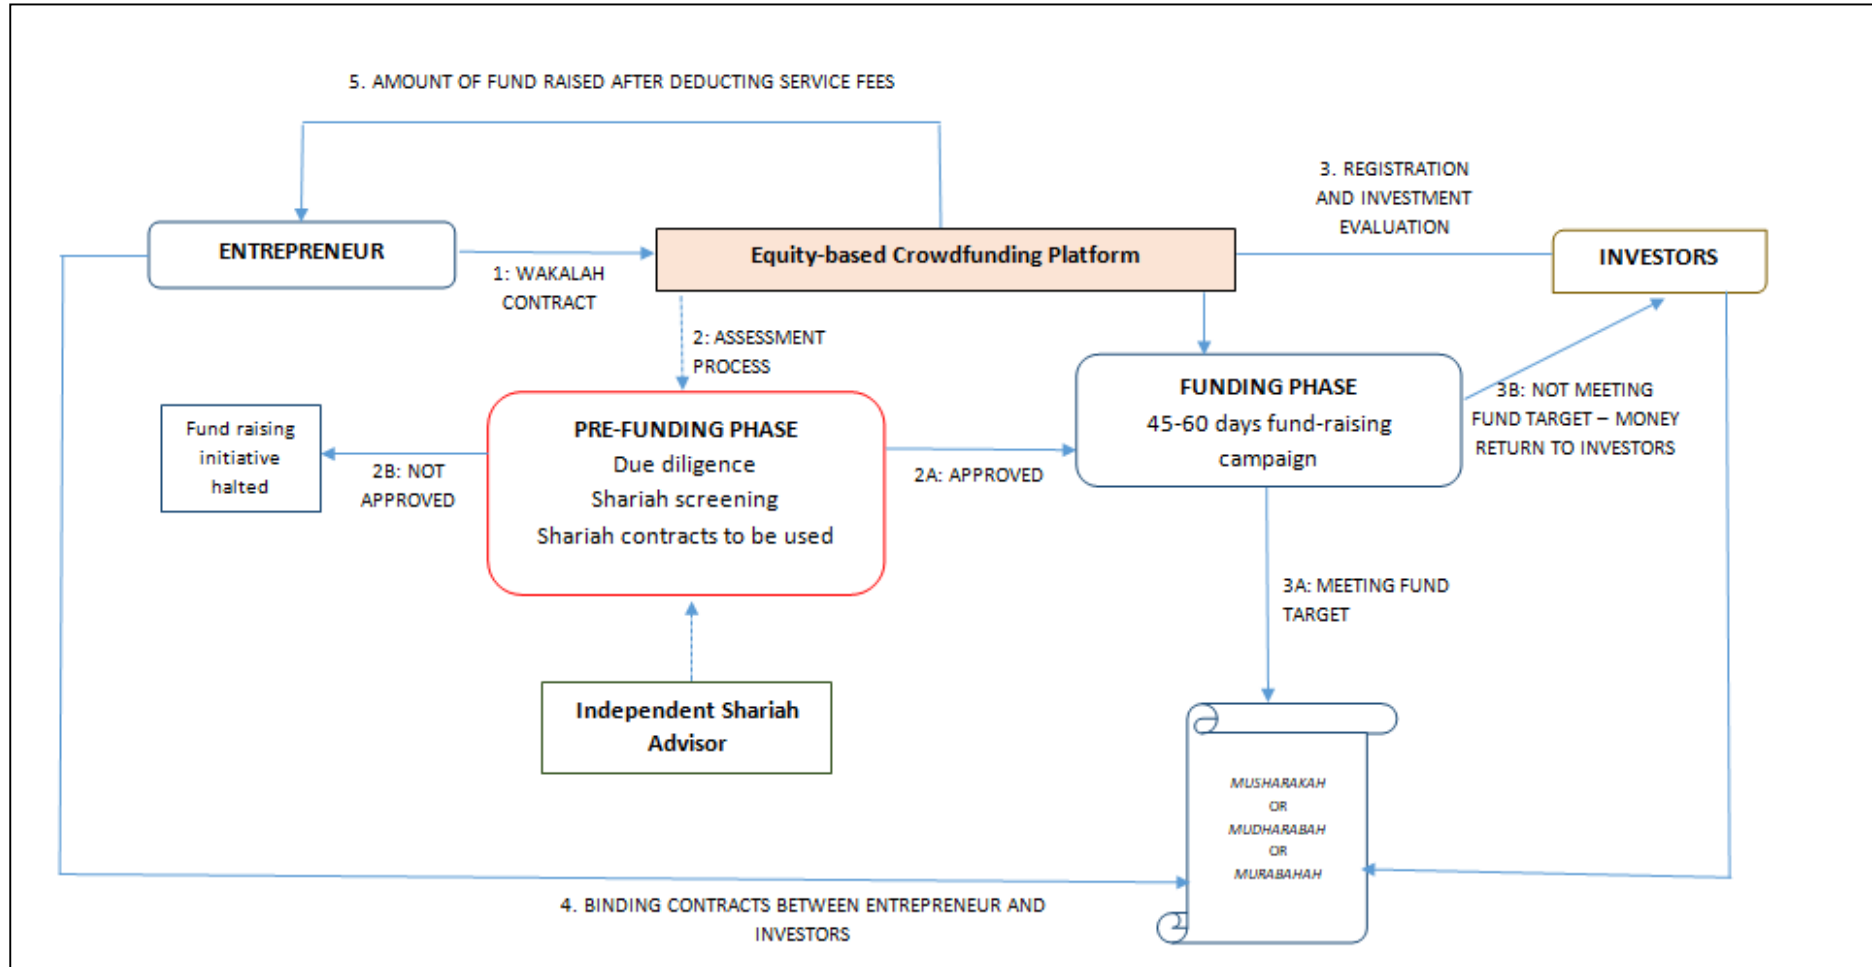 5. AMOUNT OF FUND RAISED AFTER DEDUCTING SERVICE FEES
3. REGISTRATION
AND INVESTMENT
EVALUATION
ENTREPRENEUR
1: WAKALAH
CONTRACT
Equity-based Crowdfunding Platform
INVESTORS
2: ASSESSMENT
PROCESS
Fund raising
initiative
halted
2B: NOT
APPROVED
PRE-FUNDING PHASE
Due diligence
Shariah screening
Shariah contracts to be used
2A: APPROVED
FUNDING PHASE
45-60 days fund-raising
campaign
3B: NOT MEETING
FUND TARGET – MONEY
RETURN TO INVESTORS
3A: MEETING FUND
TARGET
Independent Shariah
Advisor
MUSHARAKAH
OR
MUDHARABAH
OR
MURABAHAH
4. BINDING CONTRACTS BETWEEN ENTREPRENEUR AND
INVESTORS